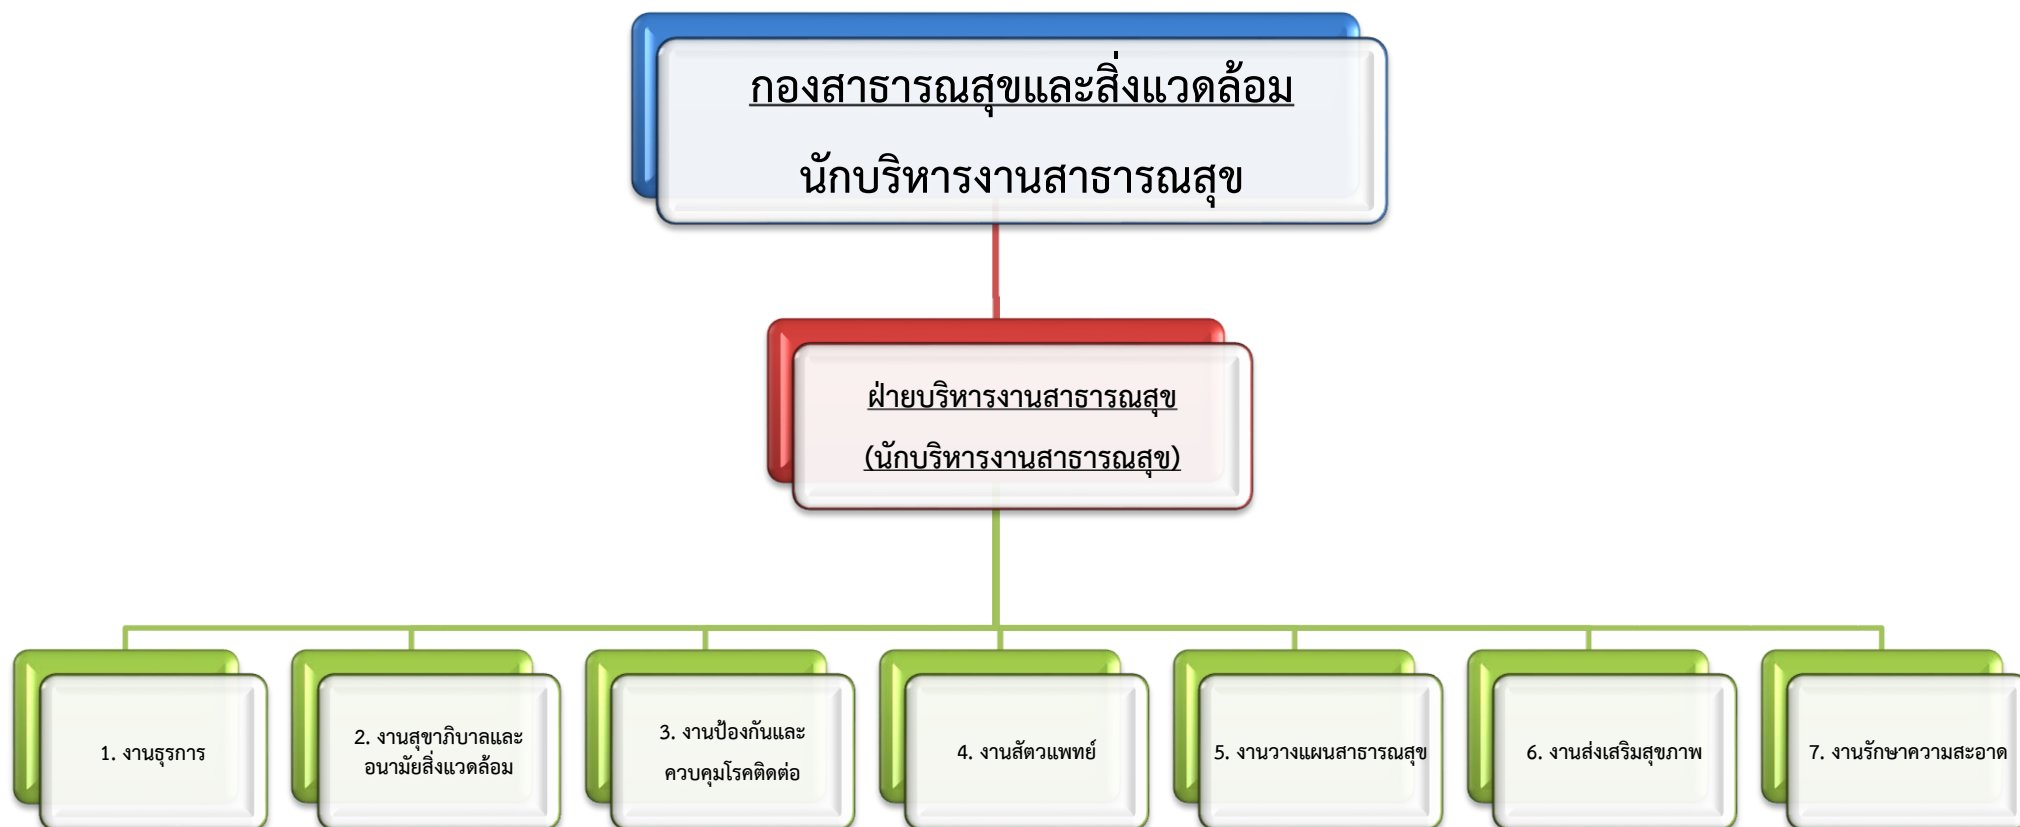 กองสาธารณสุขและสิ่งแวดล้อม
นักบริหารงานสาธารณสุข
ฝ่ายบริหารงานสาธารณสุข
(นักบริหารงานสาธารณสุข)
1. งานธุรการ
2. งานสุขาภิบาลและ
อนามัยสิ่งแวดล้อม
3. งานป้องกันและ
ควบคุมโรคติดต่อ
4. งานสัตวแพทย์
5. งานวางแผนสาธารณสุข
6. งานส่งเสริมสุขภาพ
7. งานรักษาความสะอาด